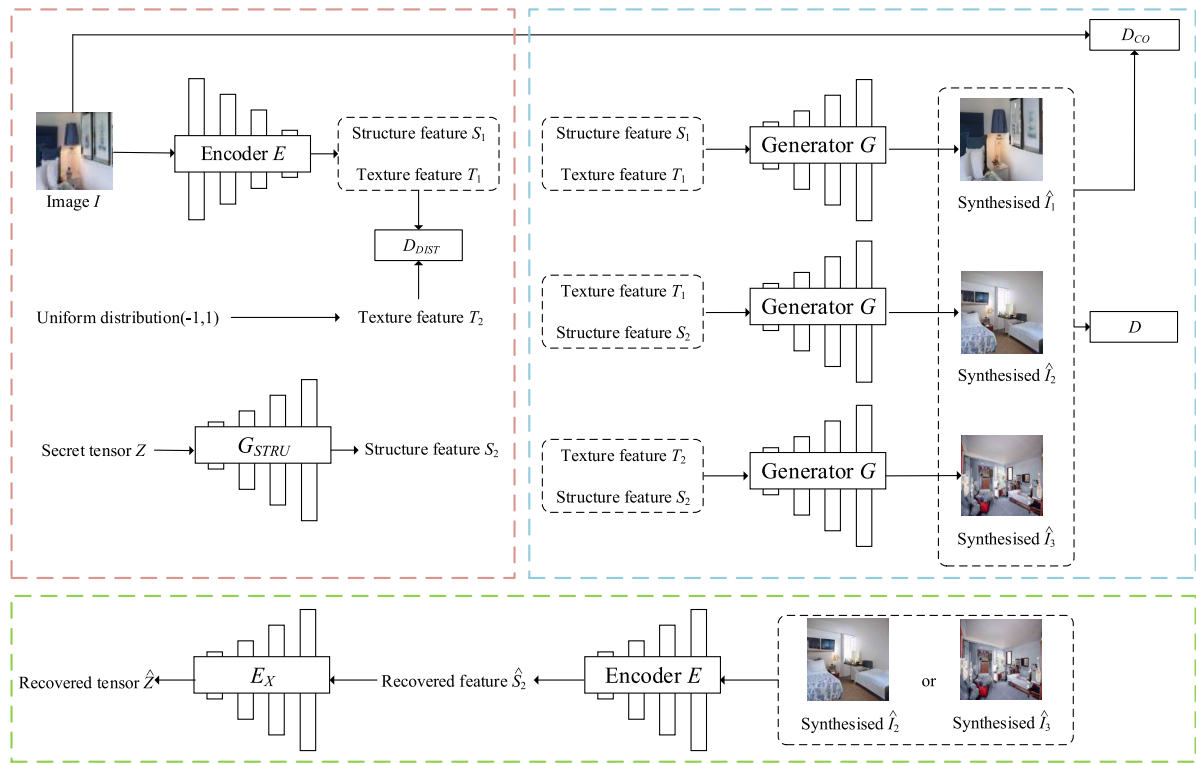 D_CO
Encoder E
Structure feature S_1
Texture feature T_1
Image I
D_DIST
Uniform distribution(-1,1)
Texture feature T_2
Secret tensor Z
G_STRU
Structure feature S_2
Structure feature S_1
Texture feature T_1
Generator G
Synthesised Î_1
Texture feature T_1
Structure feature S_2
Generator G
Synthesised Î_2
D
Texture feature T_2
Structure feature S_2
Generator G
Synthesised Î_3
Recovered tensor Ẑ
E_X
Recovered feature Ŝ_2
Encoder E
or
Synthesised Î_2
Synthesised Î_3